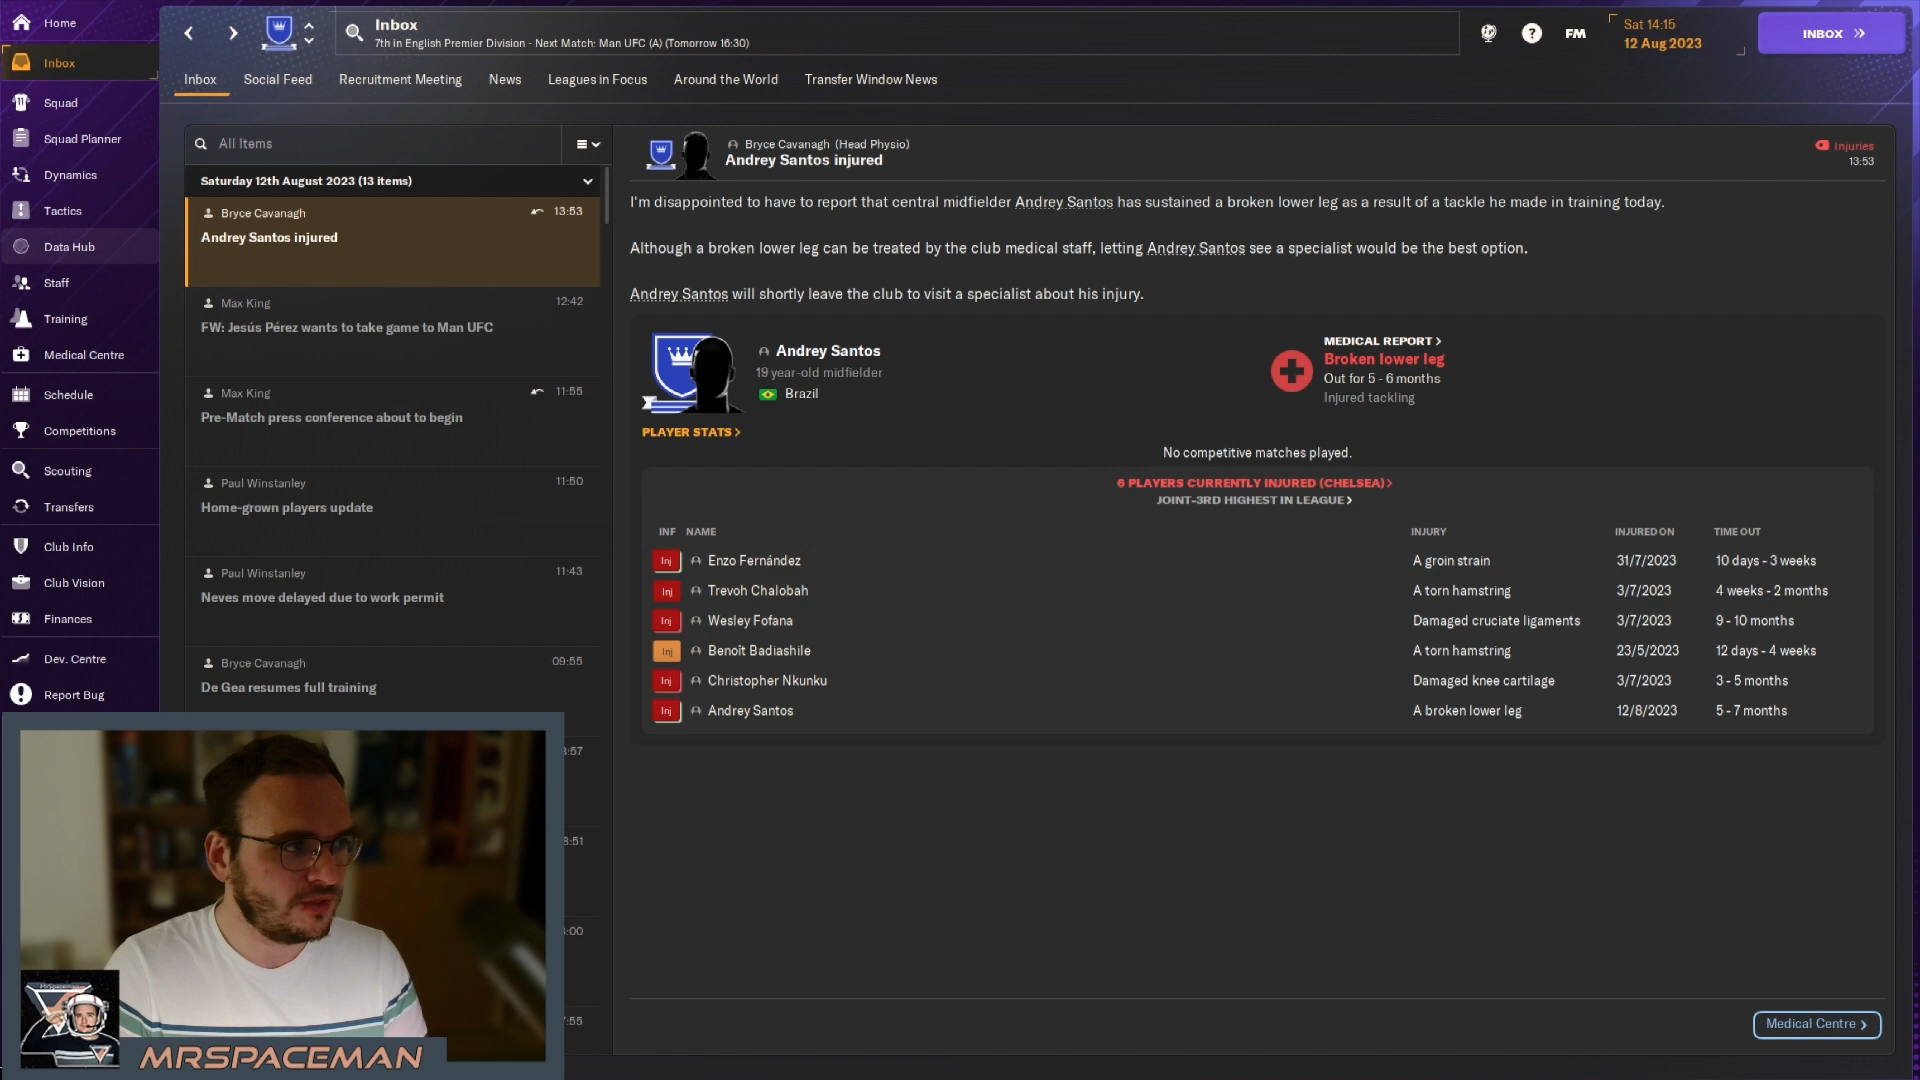 Home
Inbox
Squad
Squad Planner
Dynamics
Tactics
Data Hub
Staff
Training
Medical Centre
Schedule
Competitions
Scouting
Transfers
Club Info
Club Vision
Finances
Dev. Centre
Report Bug
Inbox
7th in English Premier Division - Next Match: Man UFC (A) (Tomorrow 16:30)
FM
Sat 14:15
12 Aug 2023
INBOX
Inbox
Social Feed
Recruitment Meeting
News
Leagues in Focus
Around the World
Transfer Window News
All Items
Saturday 12th August 2023 (13 items)
Bryce Cavanagh 13:53
Andrey Santos injured
Max King 12:42
FW: Jesús Pérez wants to take game to Man UFC
Max King 11:55
Pre-Match press conference about to begin
Paul Winstanley 11:50
Home-grown players update
Paul Winstanley 11:43
Neves move delayed due to work permit
Bryce Cavanagh 09:55
De Gea resumes full training
:57
:51
:00
:55
Bryce Cavanagh (Head Physio)
Andrey Santos injured
Injuries
13:53
I'm disappointed to have to report that central midfielder Andrey Santos has sustained a broken lower leg as a result of a tackle he made in training today.
Although a broken lower leg can be treated by the club medical staff, letting Andrey Santos see a specialist would be the best option.
Andrey Santos will shortly leave the club to visit a specialist about his injury.
Andrey Santos
19 year-old midfielder
Brazil
PLAYER STATS
MEDICAL REPORT
Broken lower leg
Out for 5 - 6 months
Injured tackling
No competitive matches played.
6 PLAYERS CURRENTLY INJURED (CHELSEA)
JOINT-3RD HIGHEST IN LEAGUE
INF NAME INJURY INJURED ON TIME OUT
Inj Enzo Fernández A groin strain 31/7/2023 10 days - 3 weeks
Inj Trevoh Chalobah A torn hamstring 3/7/2023 4 weeks - 2 months
Inj Wesley Fofana Damaged cruciate ligaments 3/7/2023 9 - 10 months
Inj Benoît Badiashile A torn hamstring 23/5/2023 12 days - 4 weeks
Inj Christopher Nkunku Damaged knee cartilage 3/7/2023 3 - 5 months
Inj Andrey Santos A broken lower leg 12/8/2023 5 - 7 months
Medical Centre
MrSpaceman
MRSPACEMAN